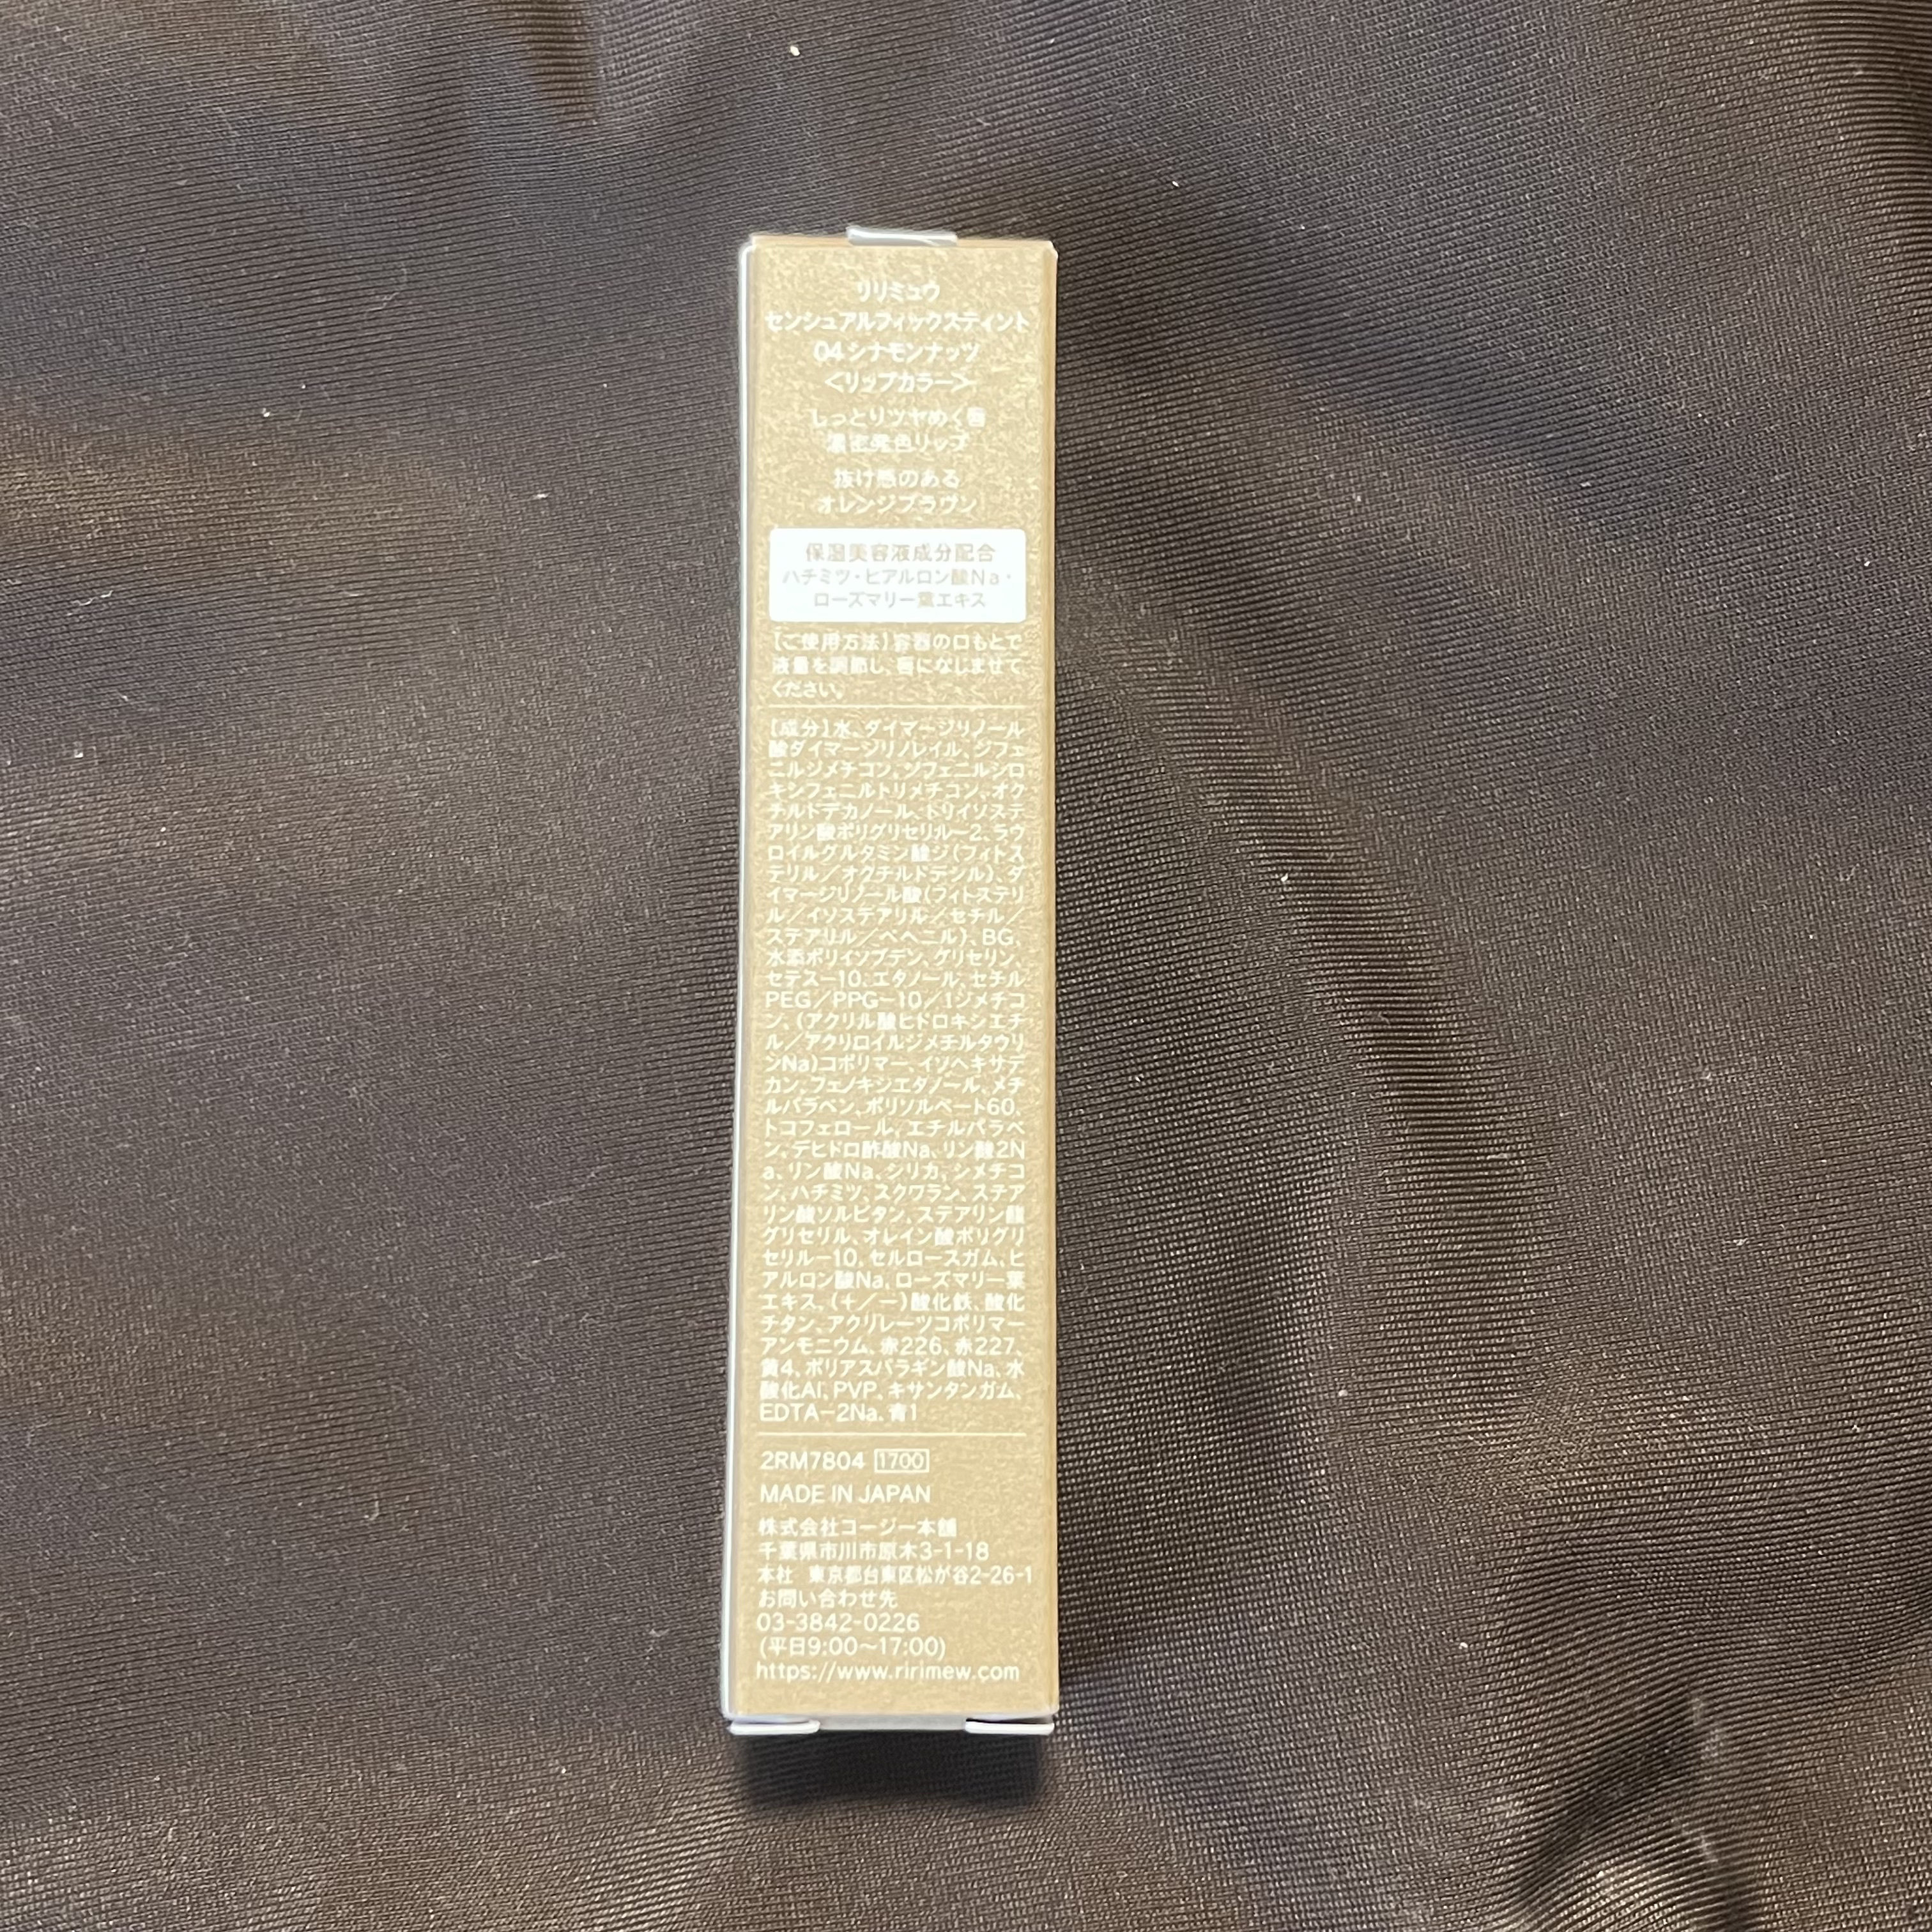 リリミュウ
センシュアルフィックスティント
04シナモンナッツ
<リップカラー>
しっとりツヤめく唇
濃密発色リップ
抜け感のある
オレンジブラウン
保湿美容液成分配合
ハチミツ・ヒアルロン酸Na・
ローズマリー葉エキス
【ご使用方法】容器の口もとで
液量を調節し、唇になじませて
ください。
【成分】水、ダイマージリノール
酸ダイマージリノレイル、ジフェ
ニルジメチコン、ジフェニルシロ
キシフェニルトリメチコン、オク
チルドデカノール、トリイソステ
アリン酸ポリグリセリル-2、ラウ
ロイルグルタミン酸ジ(フィトス
テリル/オクチルドデシル)、ダ
イマージリノール酸(フィトステリ
ル/イソステアリル/セチル/
ステアリル/ベヘニル)、BG、
水添ポリイソブテン、グリセリン、
セテス-10、エタノール、セチル
PEG/PPG-10/1ジメチコ
ン、(アクリル酸ヒドロキシエチ
ル/アクリロイルジメチルタウリ
ンNa)コポリマー、イソヘキサデ
カン、フェノキシエタノール、メチ
ルパラベン、ポリソルベート60、
トコフェロール、エチルパラベ
ン、デヒドロ酢酸Na、リン酸2N
a、リン酸Na、シリカ、シメチコ
ン、ハチミツ、スクワラン、ステア
リン酸ソルビタン、ステアリン酸
グリセリル、オレイン酸ポリグリ
セリル-10、セルロースガム、ヒ
アルロン酸Na、ローズマリー葉
エキス、(+/-)酸化鉄、酸化
チタン、アクリレーツコポリマー
アンモニウム、赤226、赤227、
黄4、ポリアスパラギン酸Na、水
酸化Al、PVP、キサンタンガム、
EDTA-2Na、青1
2RM7804 1700
MADE IN JAPAN
株式会社コージー本舗
千葉県市川市原木3-1-18
本社 東京都台東区松が谷2-26-1
お問い合わせ先
03-3842-0226
(平日9:00~17:00)
https://www.ririmew.com